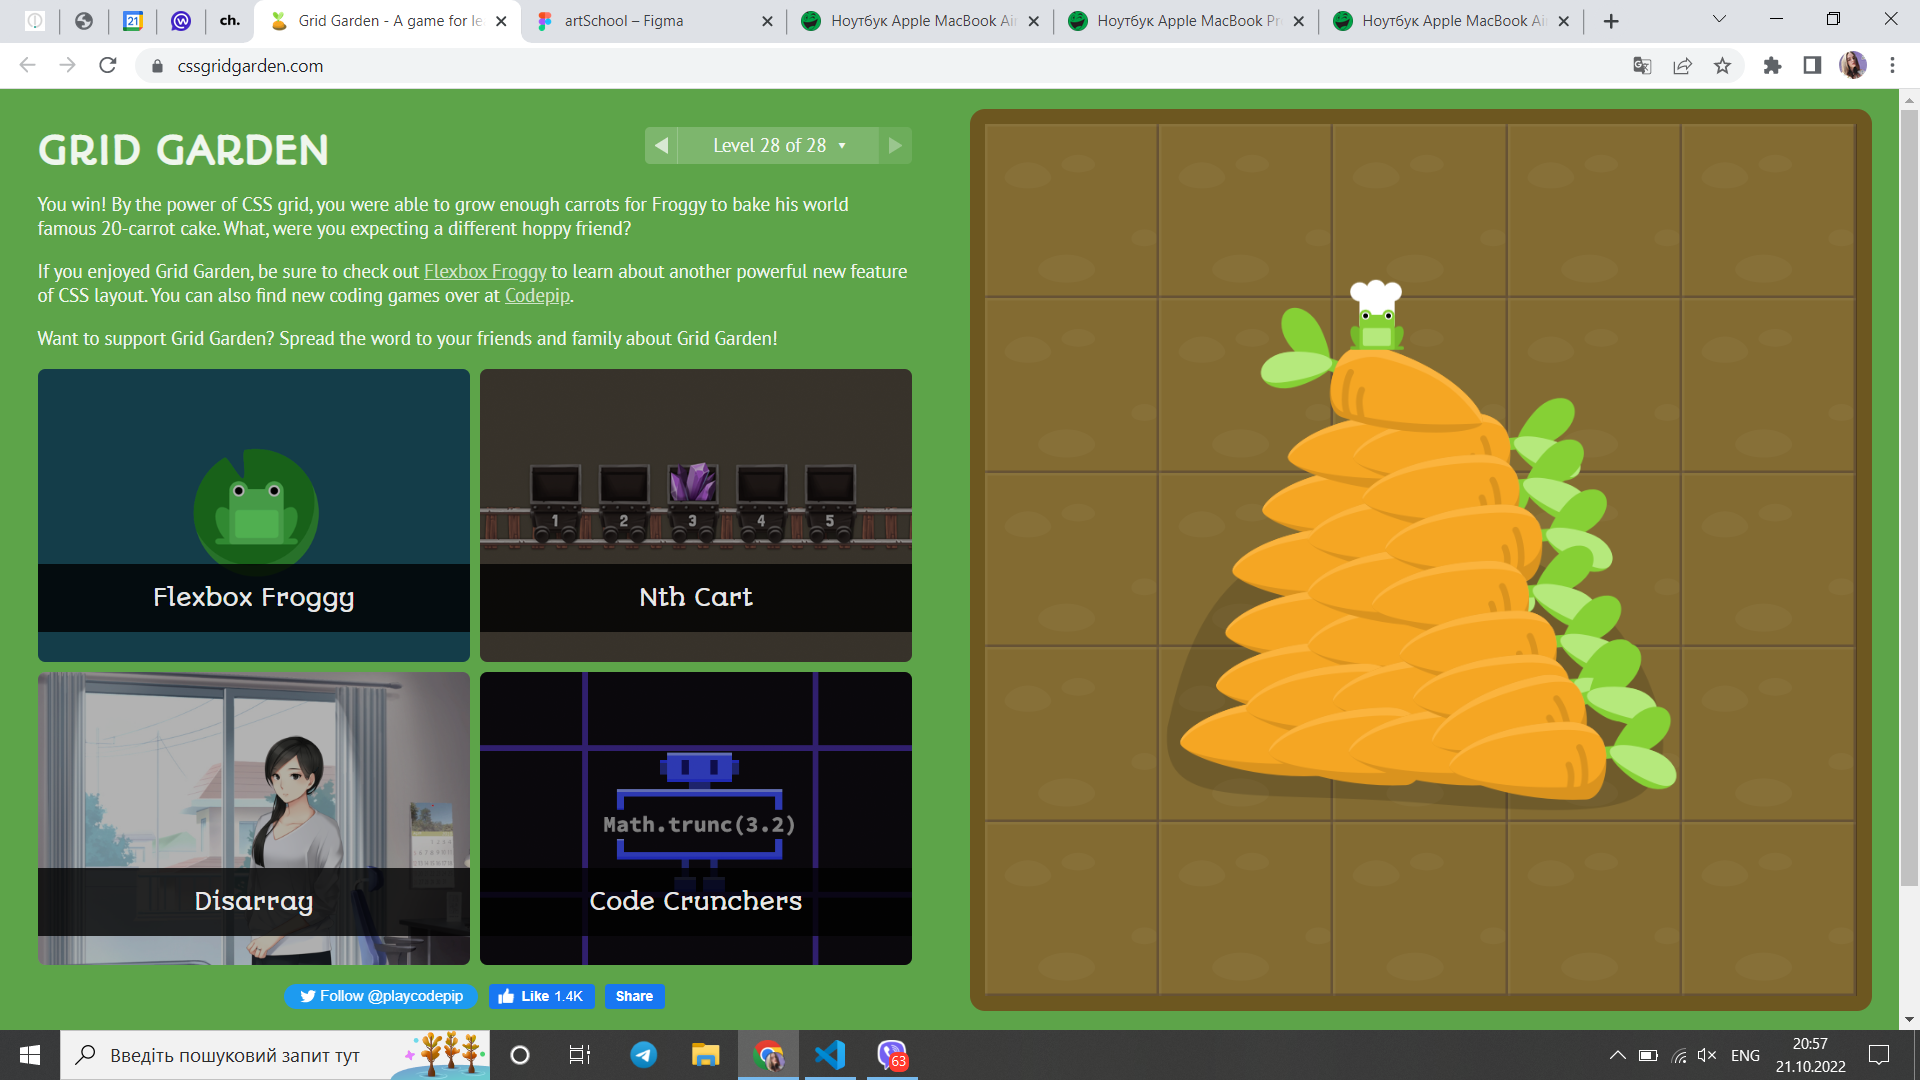 21
ch.
Grid Garden - A game for le
artSchool – Figma
Ноутбук Apple MacBook Ai
Ноутбук Apple MacBook Pr
Ноутбук Apple MacBook Ai
cssgridgarden.com
GRID GARDEN
Level 28 of 28
You win! By the power of CSS grid, you were able to grow enough carrots for Froggy to bake his world
famous 20-carrot cake. What, were you expecting a different hoppy friend?
If you enjoyed Grid Garden, be sure to check out Flexbox Froggy to learn about another powerful new feature
of CSS layout. You can also find new coding games over at Codepip.
Want to support Grid Garden? Spread the word to your friends and family about Grid Garden!
1 2 3 4 5
Flexbox Froggy
Nth Cart
Math.trunc(3.2)
Disarray
Code Crunchers
Follow @playcodepip
Like 1.4K
Share
Введіть пошуковий запит тут
63
ENG
20:57
21.10.2022